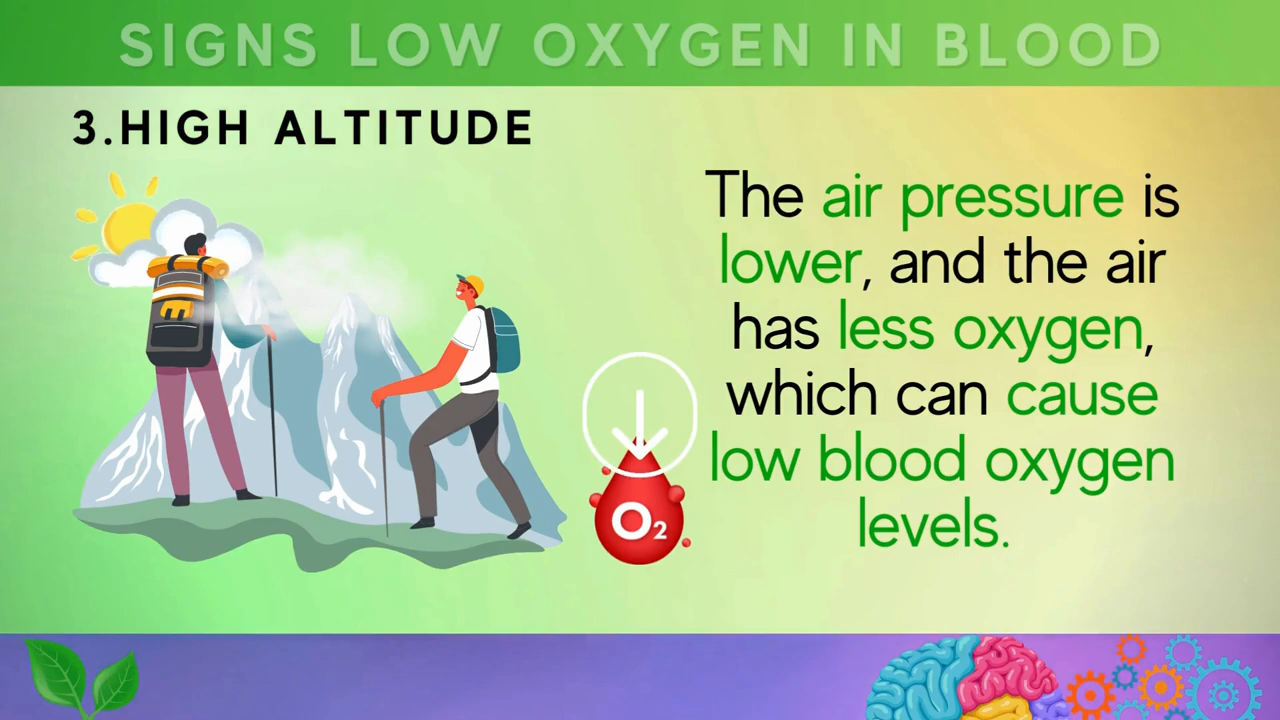 SIGNS LOW OXYGEN IN BLOOD
3.HIGH ALTITUDE
The air pressure is
lower, and the air
has less oxygen,
which can cause
low blood oxygen
levels.
O₂